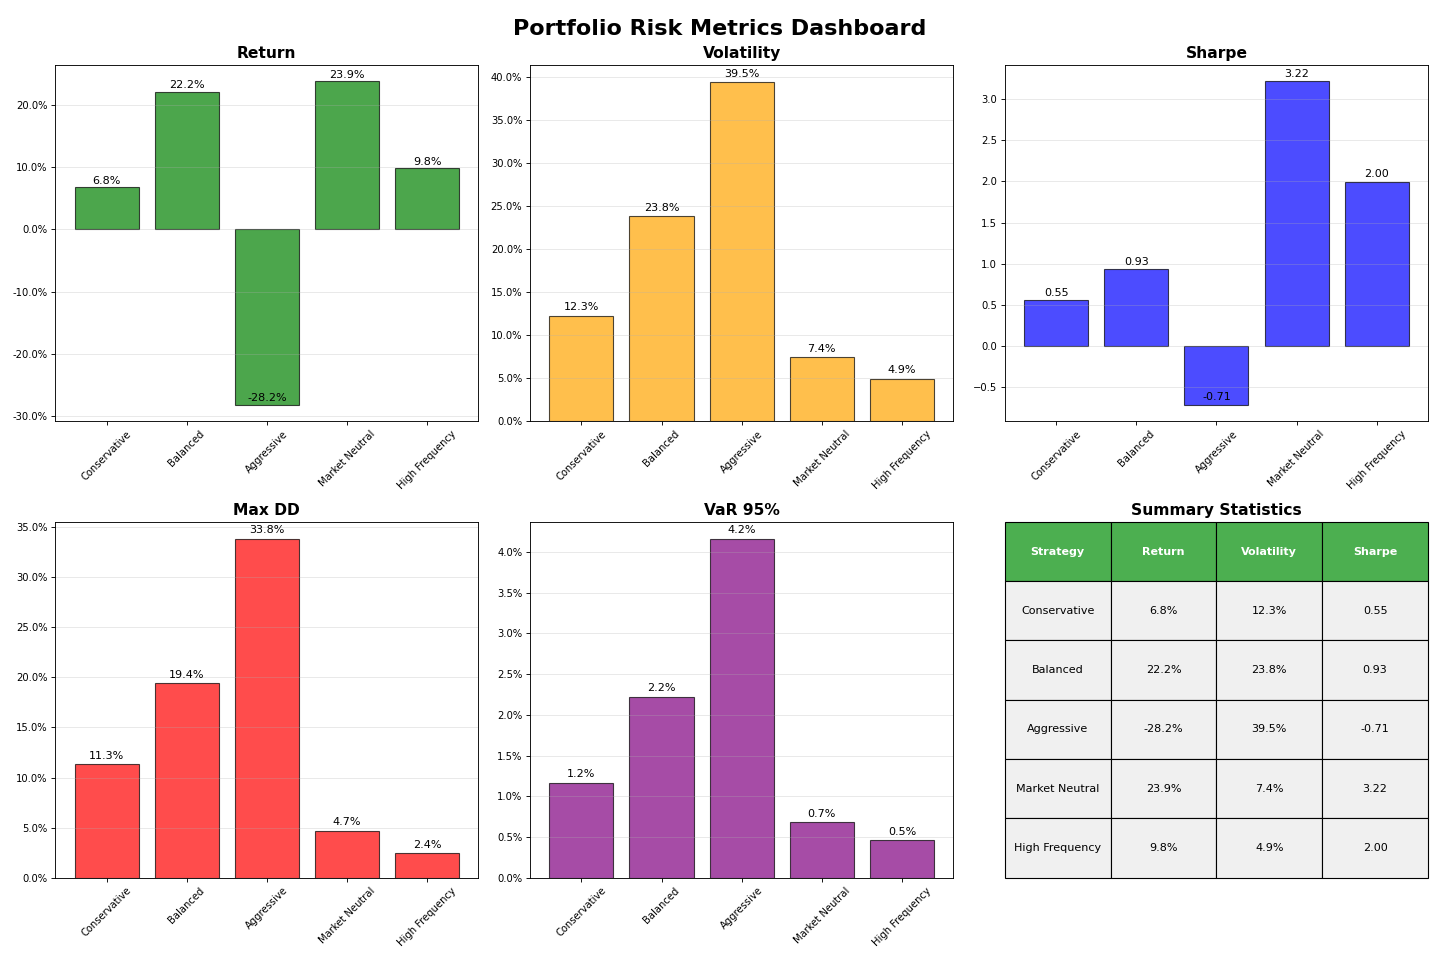 Portfolio Risk Metrics Dashboard
Return
20.0%
10.0%
0.0%
-10.0%
-20.0%
-30.0%
6.8%
22.2%
-28.2%
23.9%
9.8%
Conservative
Balanced
Aggressive
Market Neutral
High Frequency
Volatility
40.0%
35.0%
30.0%
25.0%
20.0%
15.0%
10.0%
5.0%
0.0%
12.3%
23.8%
39.5%
7.4%
4.9%
Conservative
Balanced
Aggressive
Market Neutral
High Frequency
Sharpe
3.0
2.5
2.0
1.5
1.0
0.5
0.0
−0.5
0.55
0.93
-0.71
3.22
2.00
Conservative
Balanced
Aggressive
Market Neutral
High Frequency
Max DD
35.0%
30.0%
25.0%
20.0%
15.0%
10.0%
5.0%
0.0%
11.3%
19.4%
33.8%
4.7%
2.4%
Conservative
Balanced
Aggressive
Market Neutral
High Frequency
VaR 95%
4.0%
3.5%
3.0%
2.5%
2.0%
1.5%
1.0%
0.5%
0.0%
1.2%
2.2%
4.2%
0.7%
0.5%
Conservative
Balanced
Aggressive
Market Neutral
High Frequency
Summary Statistics
Strategy Return Volatility Sharpe
Conservative 6.8% 12.3% 0.55
Balanced 22.2% 23.8% 0.93
Aggressive -28.2% 39.5% -0.71
Market Neutral 23.9% 7.4% 3.22
High Frequency 9.8% 4.9% 2.00